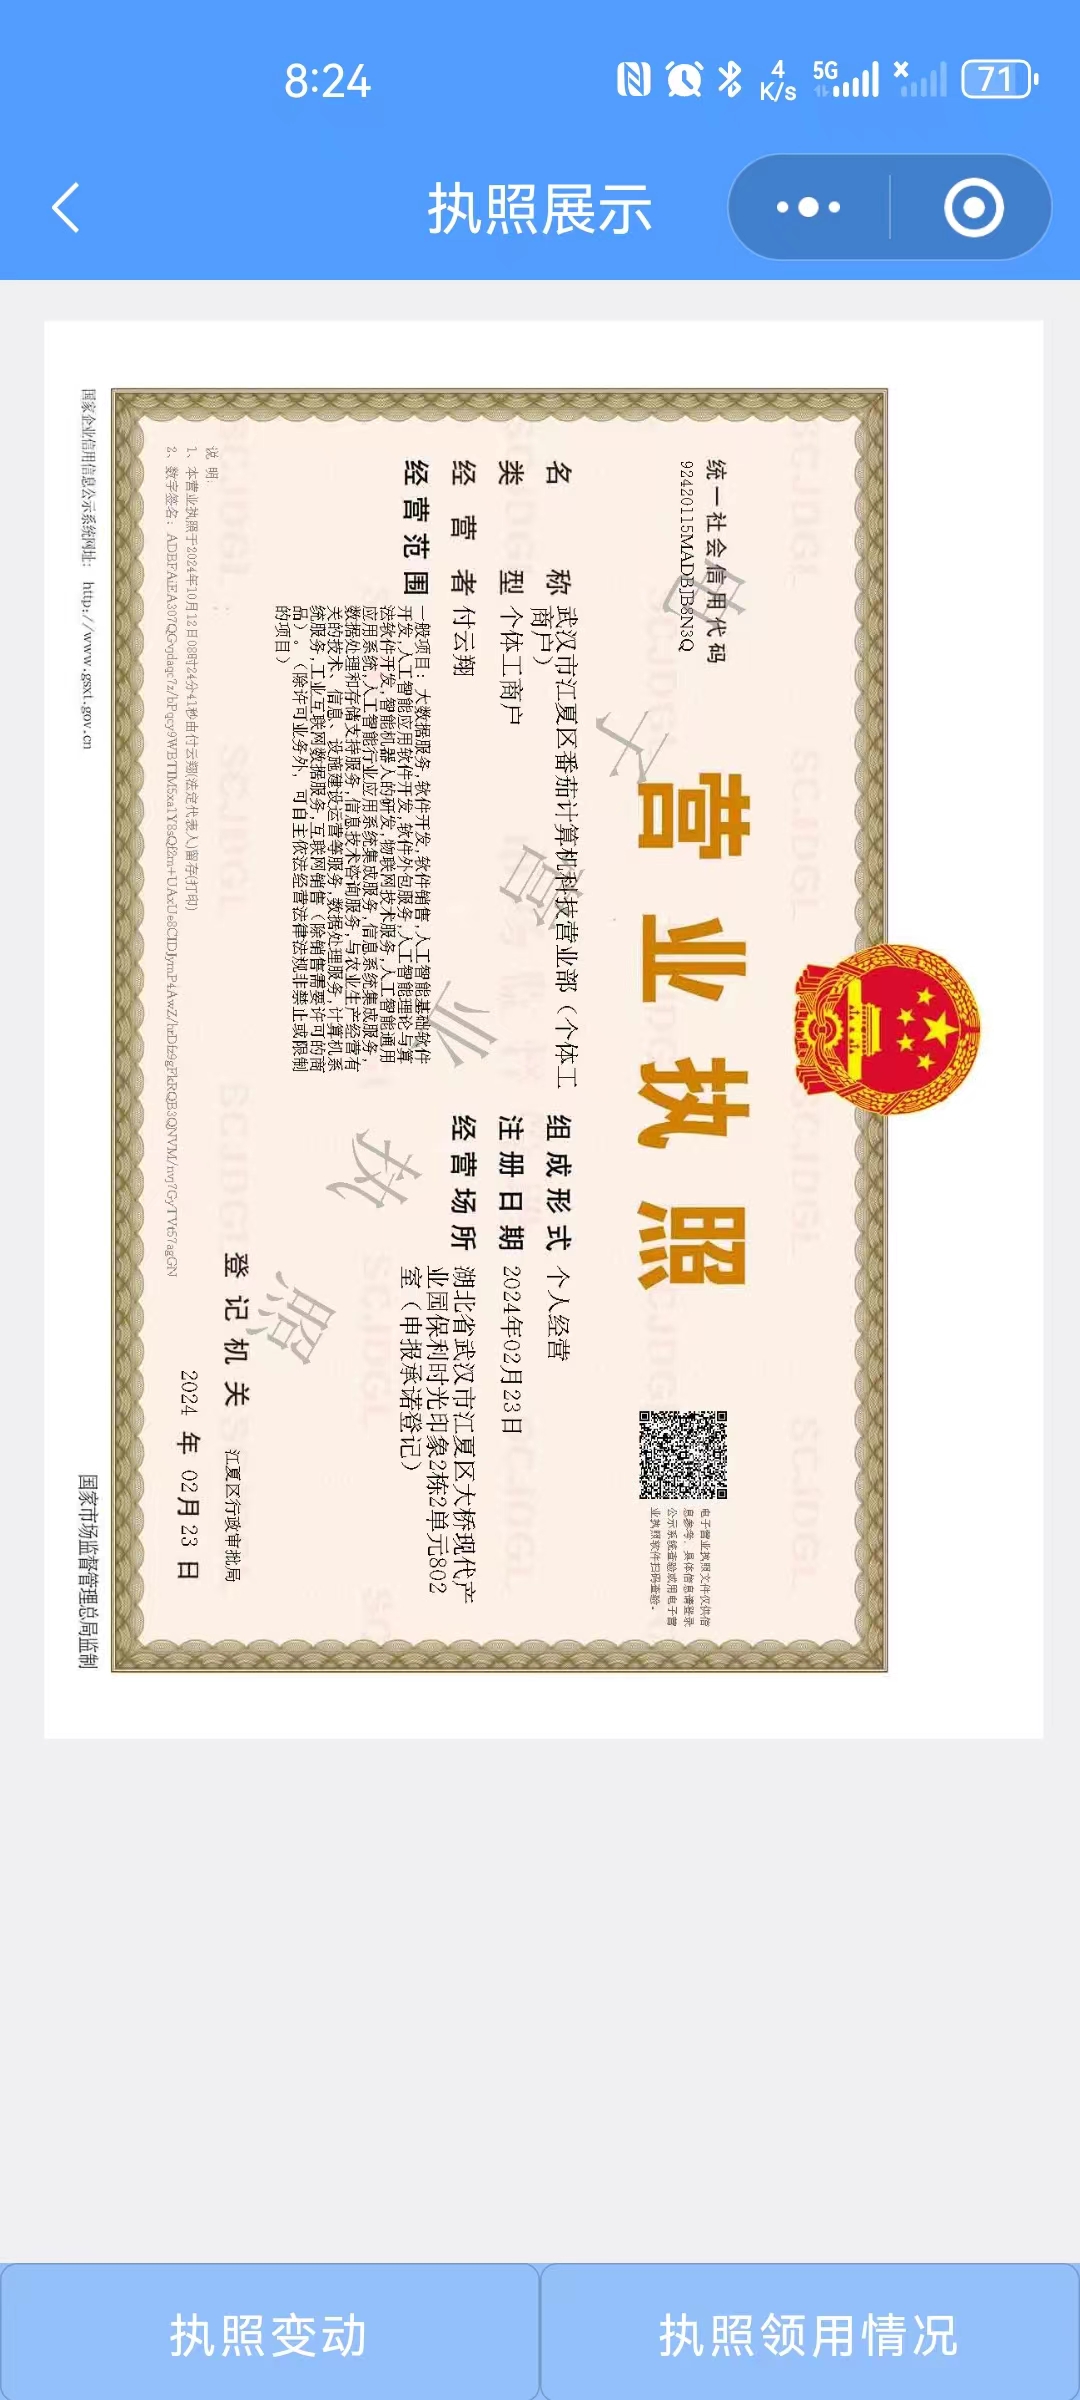 8:24
4 K/s
5G
71
执照展示
统一社会信用代码
92420115MADBJB8N3Q
营业执照
电子营业执照文件仅供信
息参考，具体信息请登录
公示系统查验或用电子营
业执照软件扫码查验。
名 称 武汉市江夏区番茄计算机科技营业部（个体工
商户）
类 型 个体工商户
经 营 者 付云翔
经营范围 一般项目：大数据服务,软件开发,软件销售,人工智能基础软件
开发,人工智能应用软件开发,软件外包服务,人工智能理论与算
法软件开发,智能机器人的研发,物联网技术服务,人工智能通用
应用系统,人工智能行业应用系统集成服务,信息系统集成服务,
数据处理和存储支持服务,信息技术咨询服务,与农业生产经营有
关的技术、信息、设施建设运营等服务,数据处理服务,计算机系
统服务,工业互联网数据服务,互联网销售（除销售需要许可的商
品）。（除许可业务外，可自主依法经营法律法规非禁止或限制
的项目）
组成形式 个人经营
注册日期 2024年02月23日
经营场所 湖北省武汉市江夏区大桥现代产
业园保利时光印象2栋2单元802
室（申报承诺登记）
电子营业执照
登记机关 江夏区行政审批局
2024 年 02月23 日
说 明:
1、本营业执照于2024年10月12日08时24分41秒由付云翔(法定代表人)留存(打印)
2、数字签名：ADBFAiEA307QGvjdaqc7z/bPqcy9WBTIM5xa1Y8sQf2m+UAxUe8CIDJymP4AwZ/hrDfz9gFkRQB3QNVM/nvj7GyTVt57agGN
国家企业信用信息公示系统网址： http://www.gsxt.gov.cn
国家市场监督管理总局监制
SCJDGL
执照领用情况
执照变动